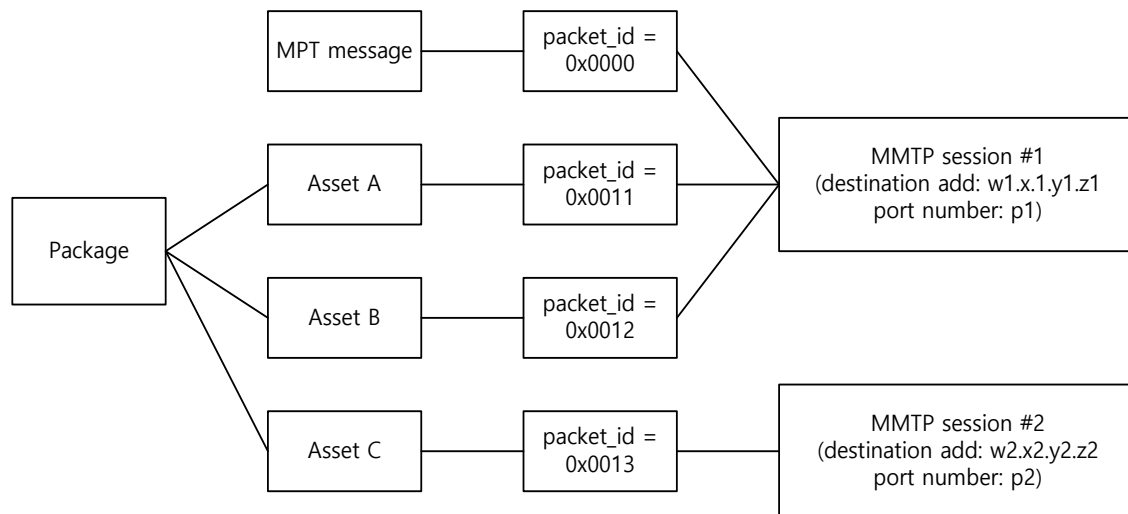 MPT message
packet_id =
0x0000
Asset A
packet_id =
0x0011
MMTP session #1
(destination add: w1.x.1.y1.z1
port number: p1)
Package
Asset B
packet_id =
0x0012
Asset C
packet_id =
0x0013
MMTP session #2
(destination add: w2.x2.y2.z2
port number: p2)